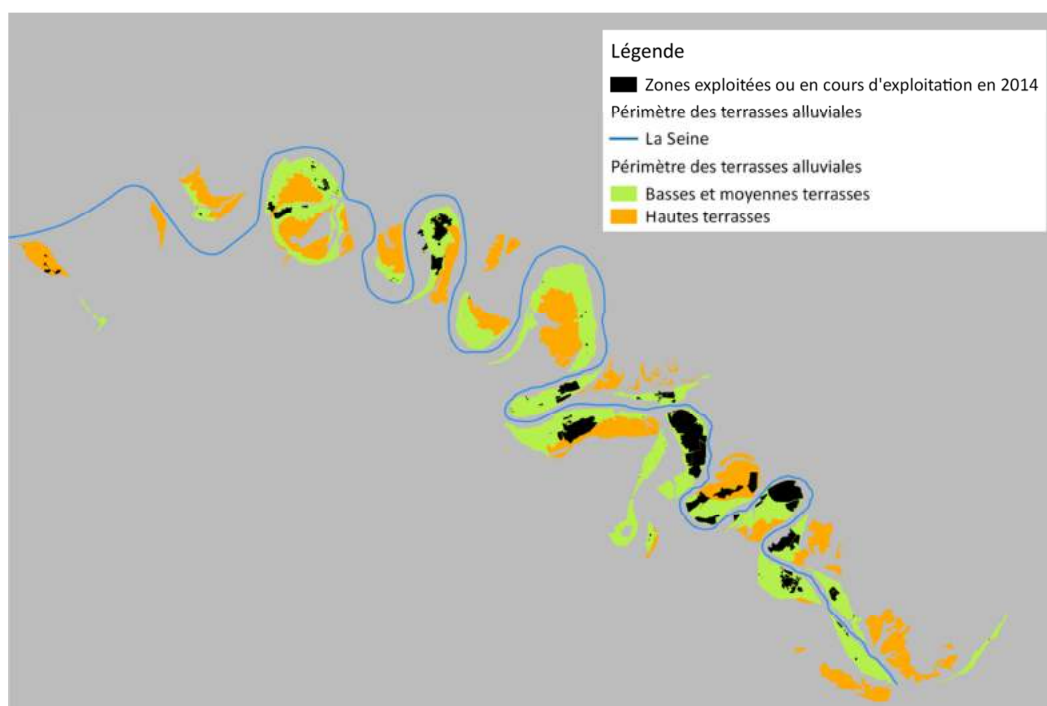 Légende
Zones exploitées ou en cours d'exploitation en 2014
Périmètre des terrasses alluviales
La Seine
Périmètre des terrasses alluviales
Basses et moyennes terrasses
Hautes terrasses